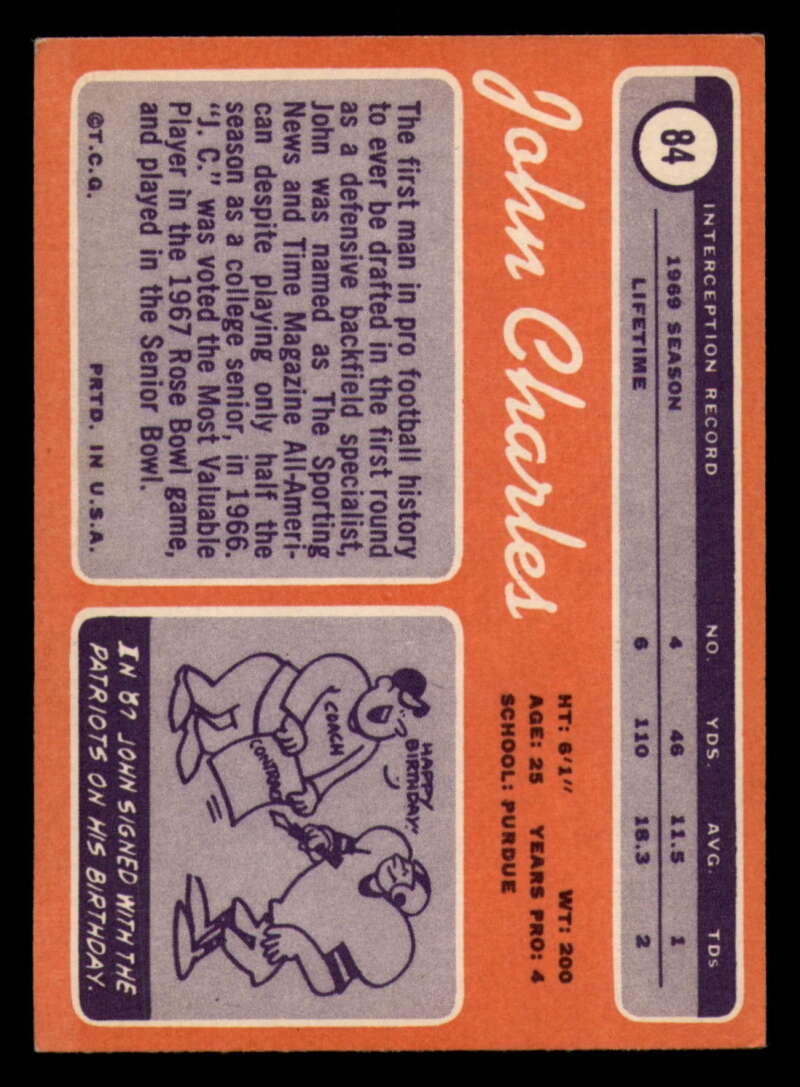 84
INTERCEPTION RECORD NO. YDS. AVG. TDs
1969 SEASON 4 46 11.5 1
LIFETIME 6 110 18.3 2
John Charles
HT: 6'1" WT: 200
AGE: 25 YEARS PRO: 4
SCHOOL: PURDUE
The first man in pro football history
to ever be drafted in the first round
as a defensive backfield specialist,
John was named as The Sporting
News and Time Magazine All-Ameri-
can despite playing only half the
season as a college senior, in 1966.
"J. C." was voted the Most Valuable
Player in the 1967 Rose Bowl game,
and played in the Senior Bowl.
©T.C.G. PRTD. IN U.S.A.
HAPPY
BIRTHDAY!
COACH
CONTRACT
IN 67 JOHN SIGNED WITH THE
PATRIOTS ON HIS BIRTHDAY.